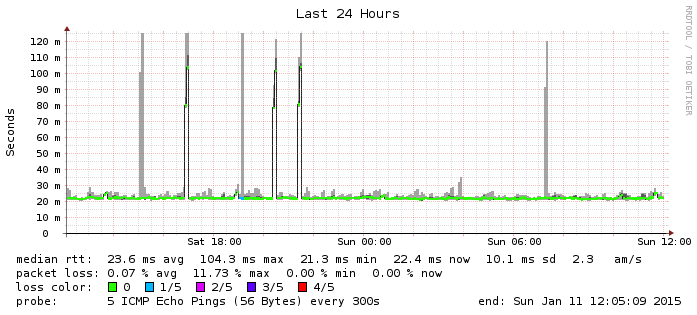 Last 24 Hours
RRDTOOL / TOBI OETIKER
Seconds
120 m
110 m
100 m
90 m
80 m
70 m
60 m
50 m
40 m
30 m
20 m
10 m
0
Sat 18:00 Sun 00:00 Sun 06:00 Sun 12:00
median rtt: 23.6 ms avg 104.3 ms max 21.3 ms min 22.4 ms now 10.1 ms sd 2.3 am/s
packet loss: 0.07 % avg 11.73 % max 0.00 % min 0.00 % now
loss color: 0 1/5 2/5 3/5 4/5
probe: 5 ICMP Echo Pings (56 Bytes) every 300s end: Sun Jan 11 12:05:09 2015